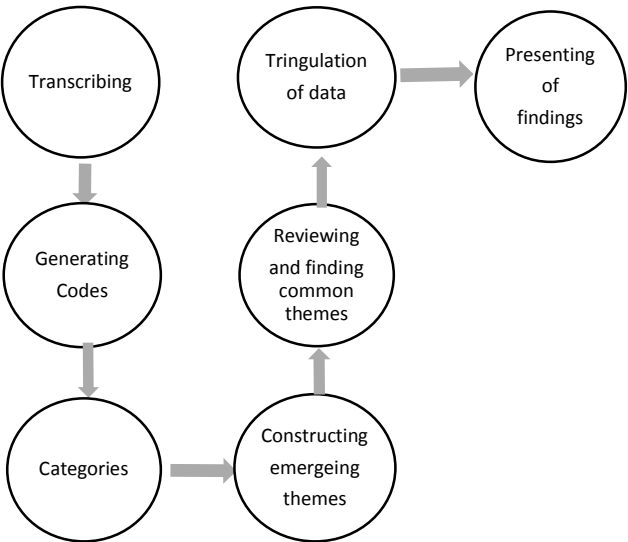 Transcribing
Generating
Codes
Categories
Constructing
emergeing
themes
Reviewing
and finding
common
themes
Tringulation
of data
Presenting
of
findings